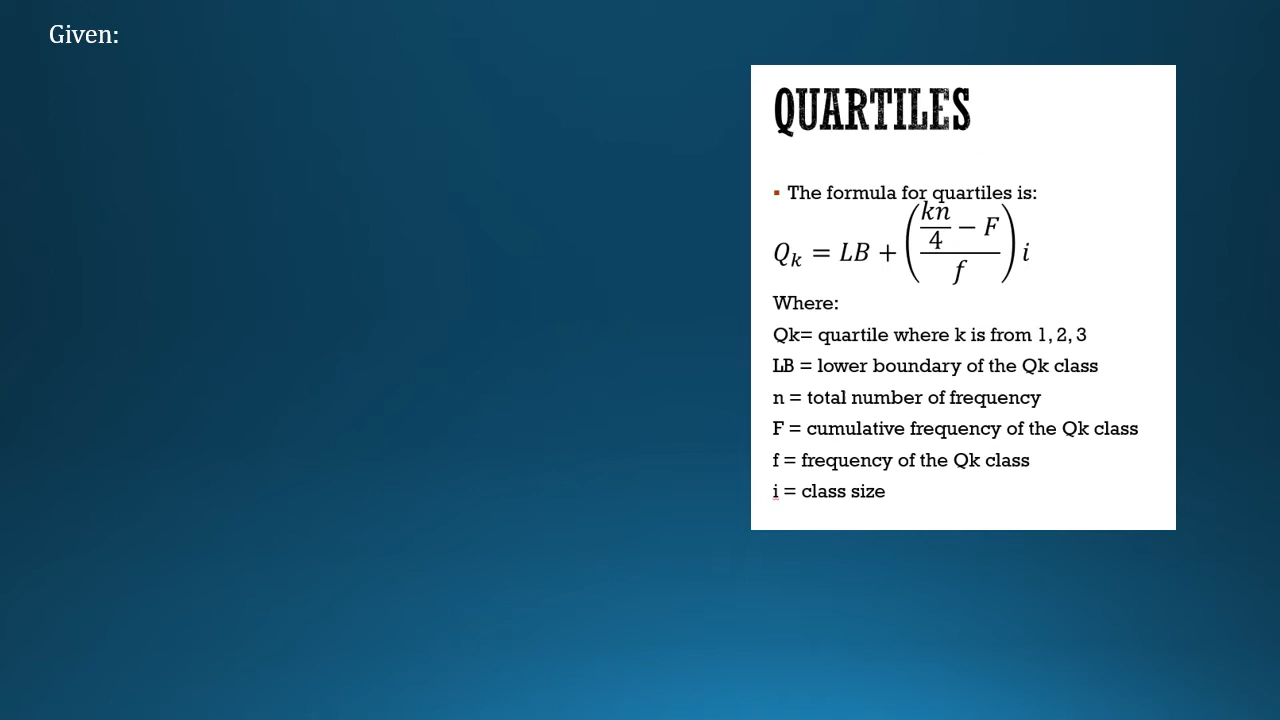 Given:
QUARTILES
▪ The formula for quartiles is:
Q_k = LB + ((kn/4 − F)/f) i
Where:
Qk= quartile where k is from 1, 2, 3
LB = lower boundary of the Qk class
n = total number of frequency
F = cumulative frequency of the Qk class
f = frequency of the Qk class
i = class size